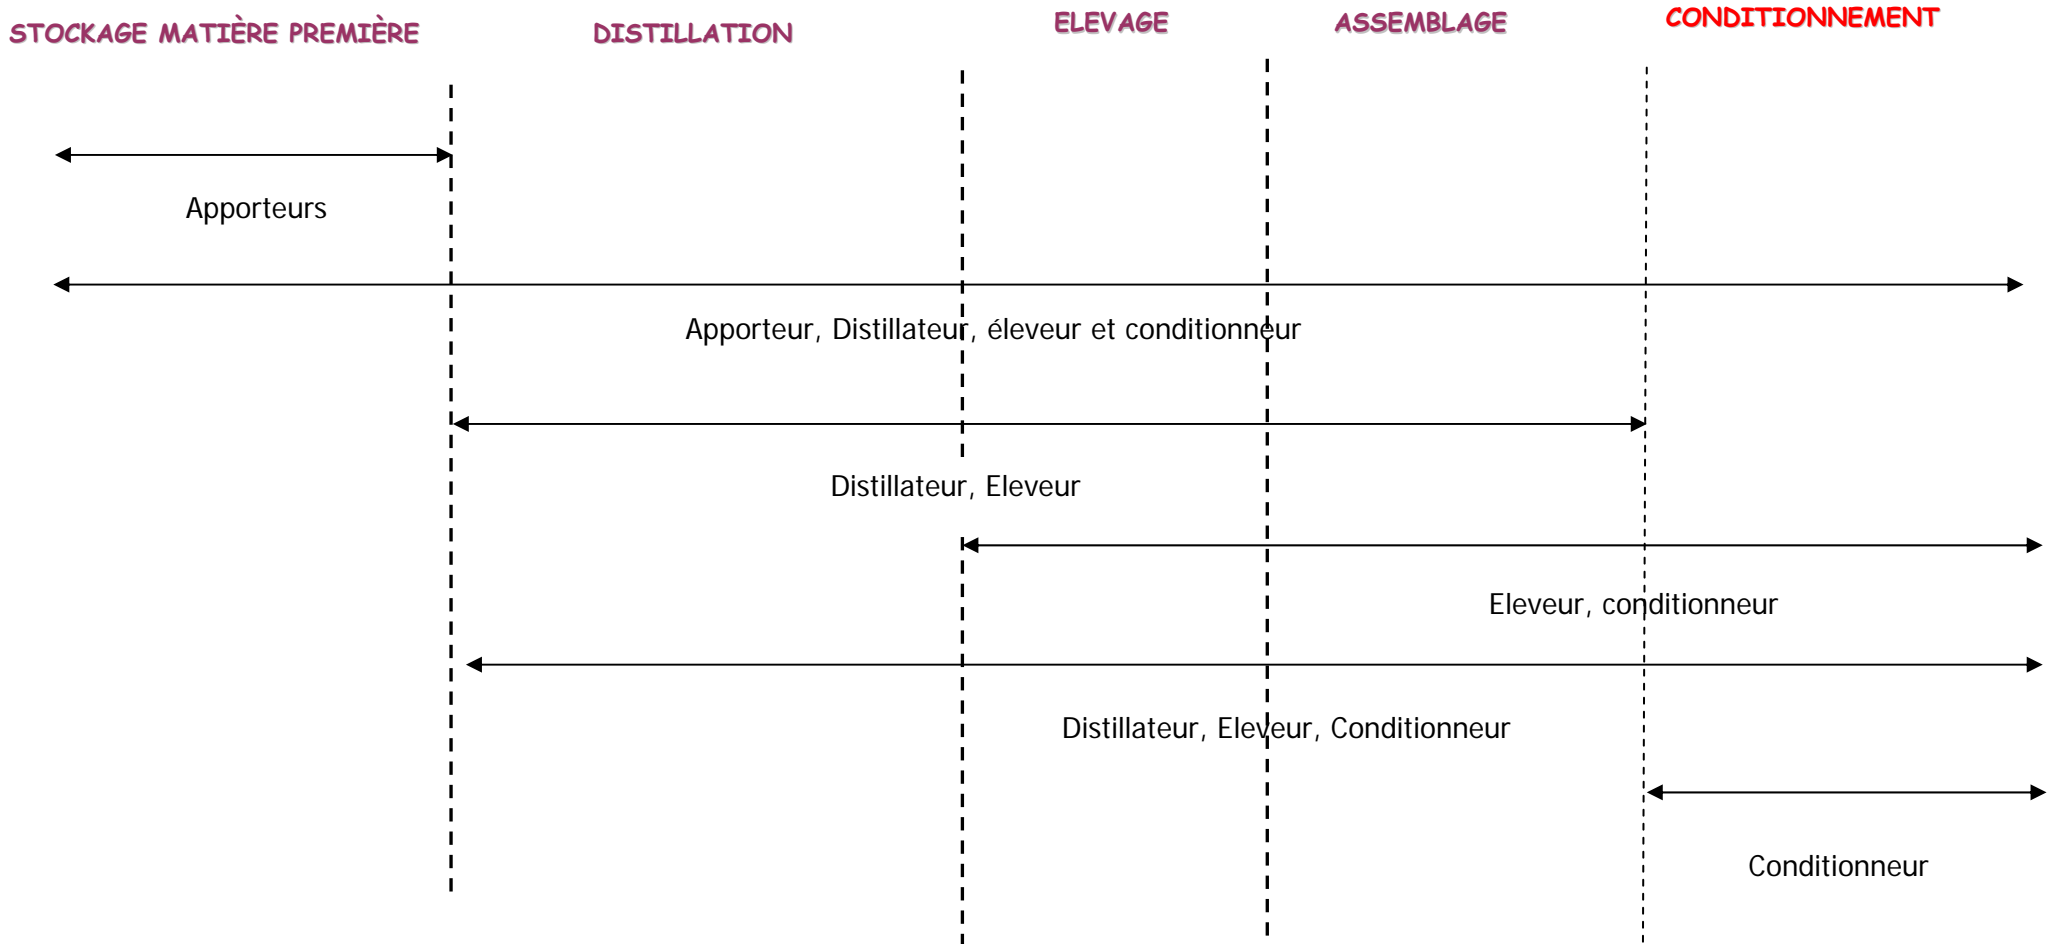 STOCKAGE MATIÈRE PREMIÈRE
DISTILLATION
ELEVAGE
ASSEMBLAGE
CONDITIONNEMENT
Apporteurs
Apporteur, Distillateur, éleveur et conditionneur
Distillateur, Eleveur
Eleveur, conditionneur
Distillateur, Eleveur, Conditionneur
Conditionneur